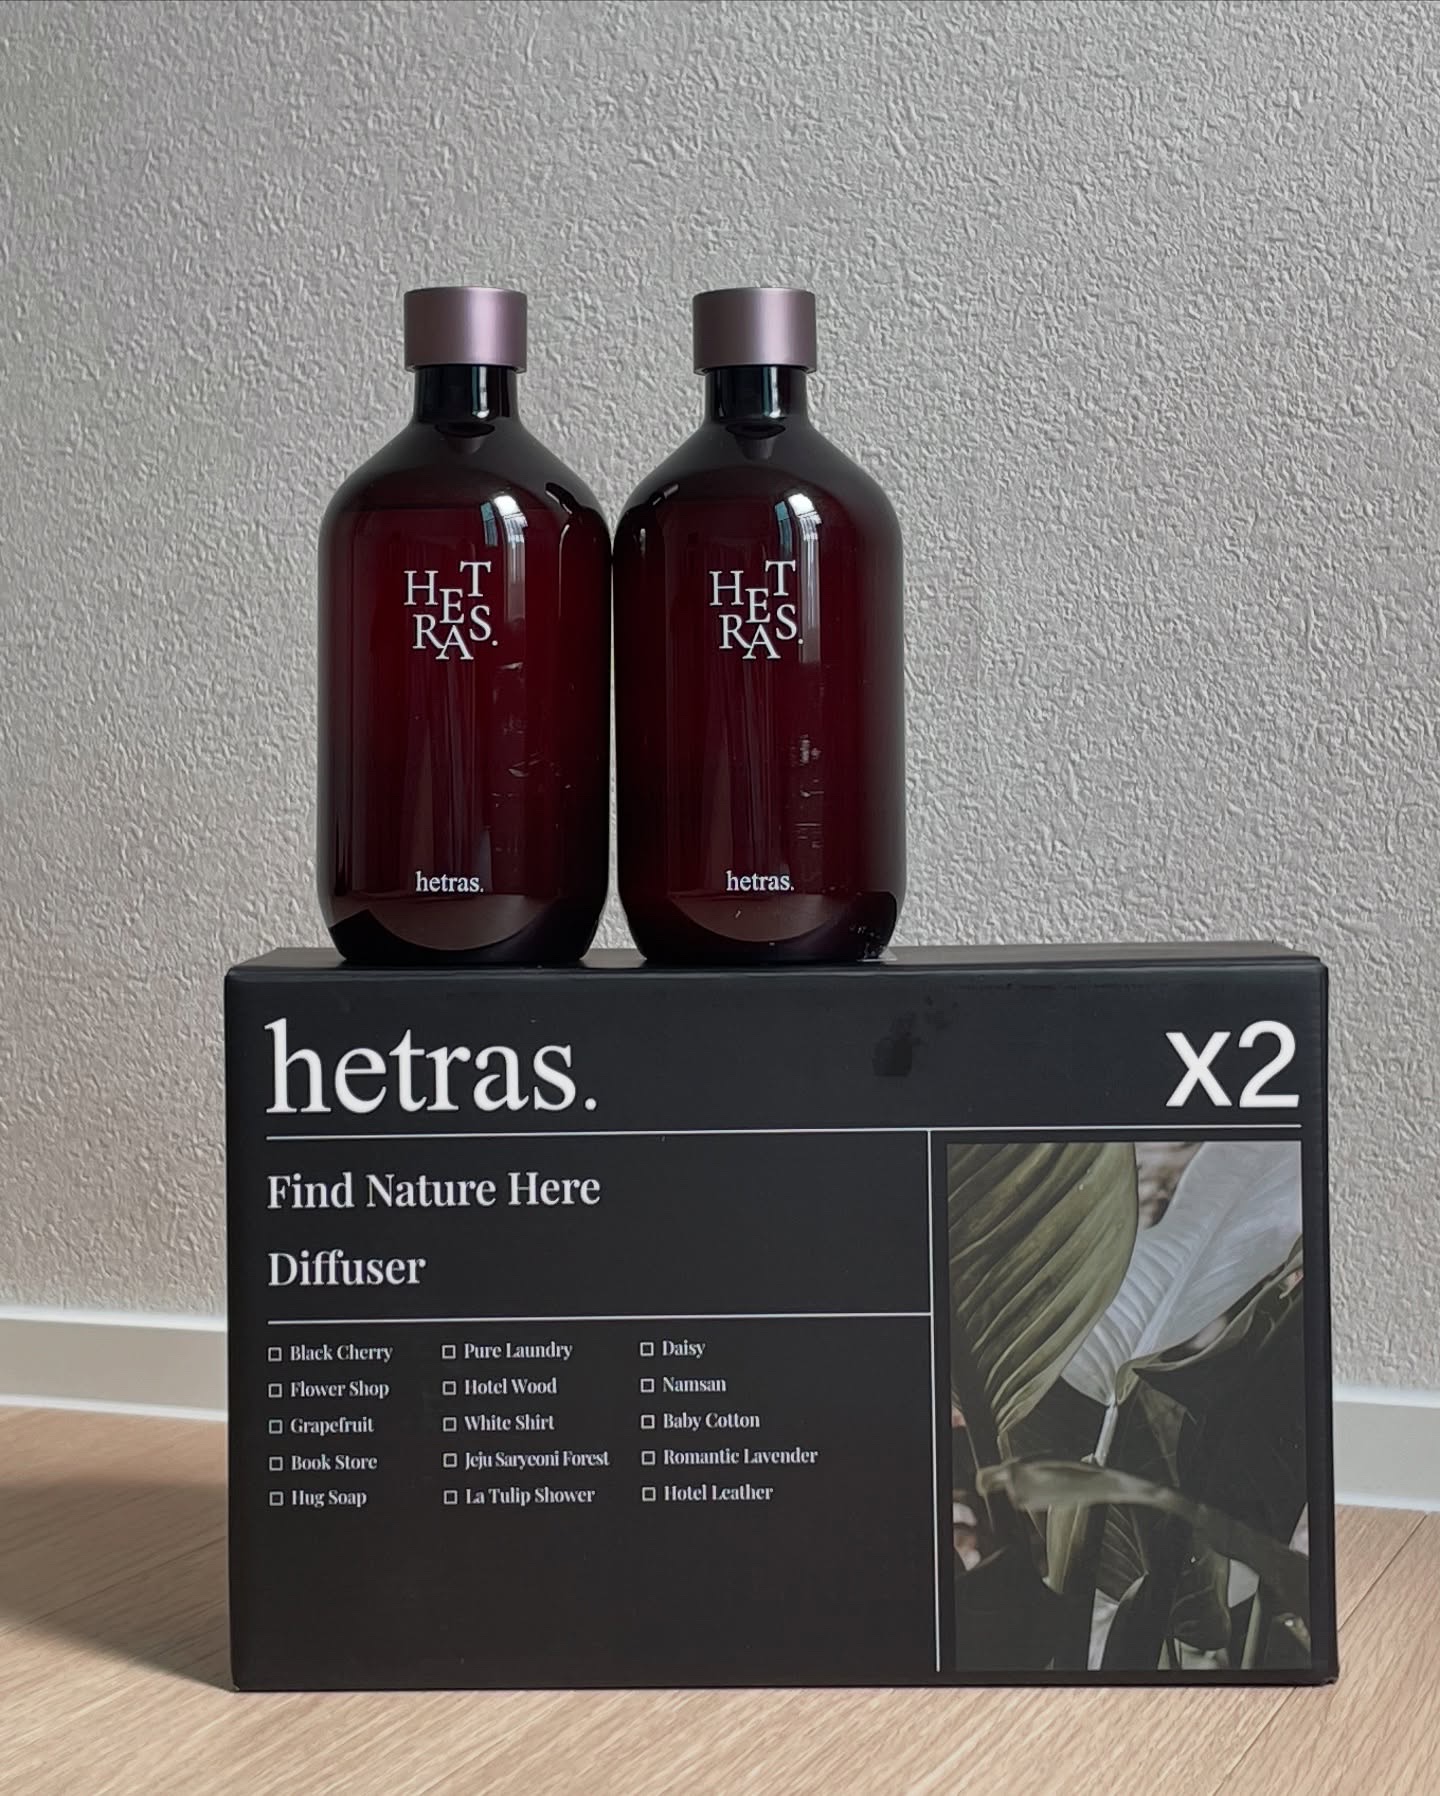 HETRAS.
HETRAS.
hetras.
hetras.
hetras.
x2
Find Nature Here
Diffuser
☐ Black Cherry
☐ Flower Shop
☐ Grapefruit
☐ Book Store
☐ Hug Soap
☐ Pure Laundry
☐ Hotel Wood
☐ White Shirt
☐ Jeju Saryeoni Forest
☐ La Tulip Shower
☐ Daisy
☐ Namsan
☐ Baby Cotton
☐ Romantic Lavender
☐ Hotel Leather